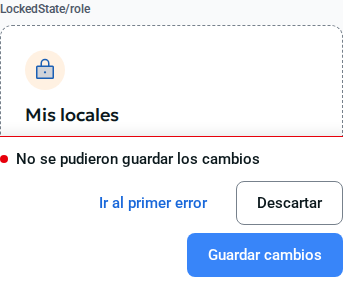 LockedState/role
Mis locales
No se pudieron guardar los cambios
Ir al primer error
Descartar
Guardar cambios